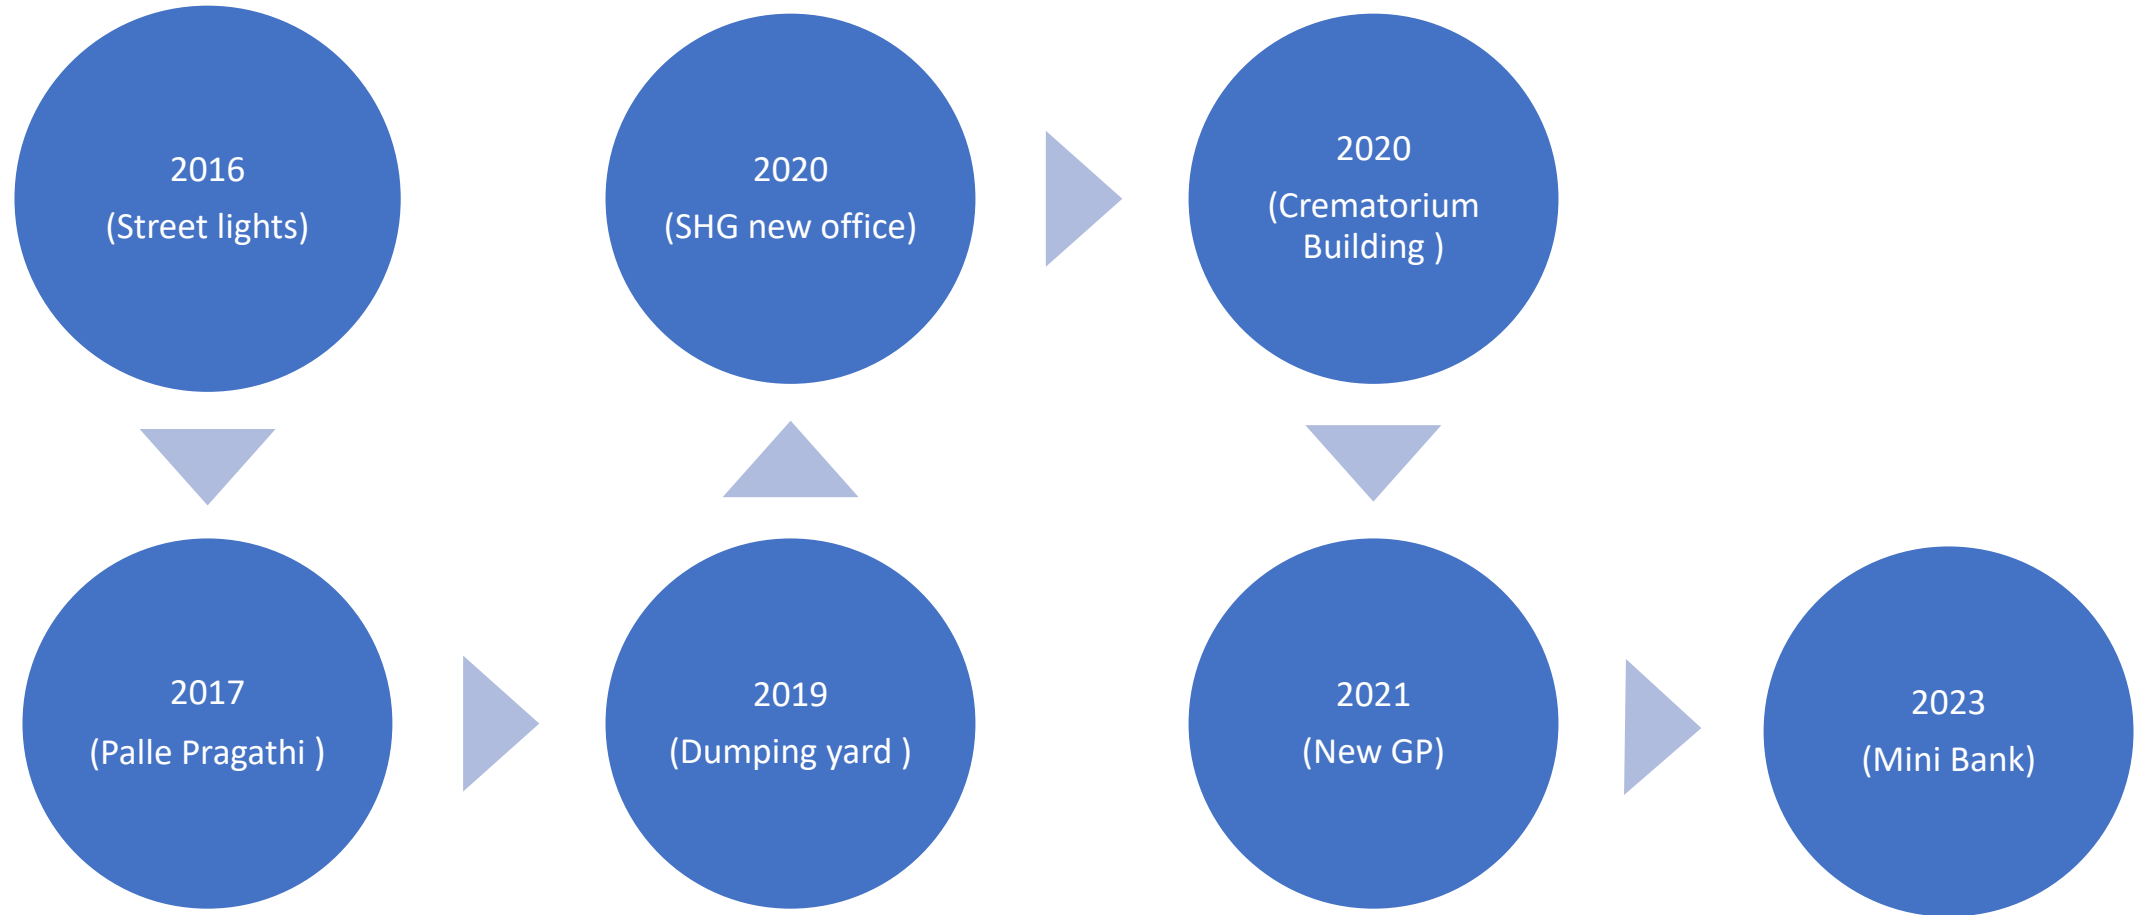 2016
(Street lights)
2017
(Palle Pragathi )
2019
(Dumping yard )
2020
(SHG new office)
2020
(Crematorium
Building )
2021
(New GP)
2023
(Mini Bank)